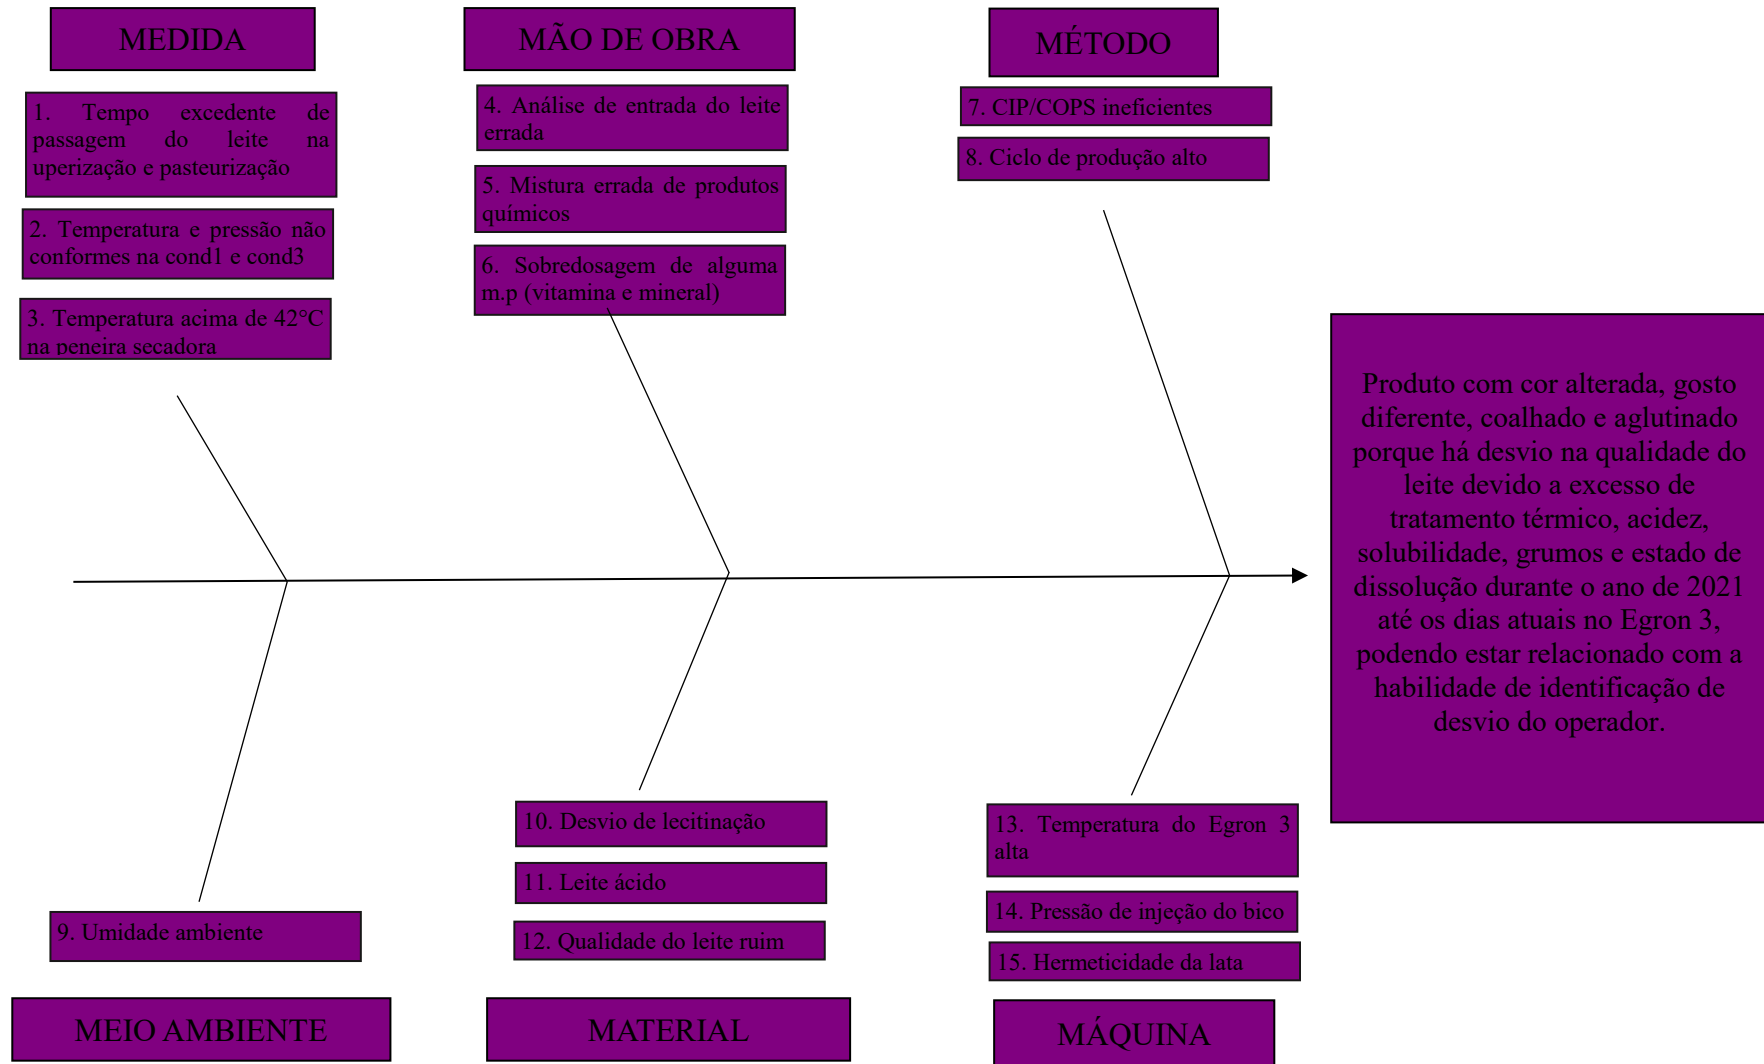 MEDIDA
1. Tempo excedente de
passagem do leite na
uperização e pasteurização
2. Temperatura e pressão não
conformes na cond1 e cond3
3. Temperatura acima de 42°C
na peneira secadora
MÃO DE OBRA
4. Análise de entrada do leite
errada
5. Mistura errada de produtos
químicos
6. Sobredosagem de alguma
m.p (vitamina e mineral)
MÉTODO
7. CIP/COPS ineficientes
8. Ciclo de produção alto
Produto com cor alterada, gosto
diferente, coalhado e aglutinado
porque há desvio na qualidade do
leite devido a excesso de
tratamento térmico, acidez,
solubilidade, grumos e estado de
dissolução durante o ano de 2021
até os dias atuais no Egron 3,
podendo estar relacionado com a
habilidade de identificação de
desvio do operador.
9. Umidade ambiente
MEIO AMBIENTE
10. Desvio de lecitinação
11. Leite ácido
12. Qualidade do leite ruim
MATERIAL
13. Temperatura do Egron 3
alta
14. Pressão de injeção do bico
15. Hermeticidade da lata
MÁQUINA